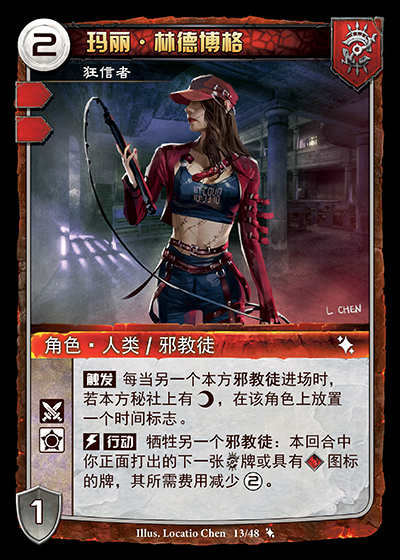 2
玛丽·林德博格
狂信者
105948
L CHEN
角色·人类 / 邪教徒
触发 每当另一个本方邪教徒进场时,
若本方秘社上有 ,在该角色上放置
一个时间标志。
行动 牺牲另一个邪教徒:本回合中
你正面打出的下一张 牌或具有 图标
的牌,其所需费用减少②。
1
Illus. Locatio Chen 13/48